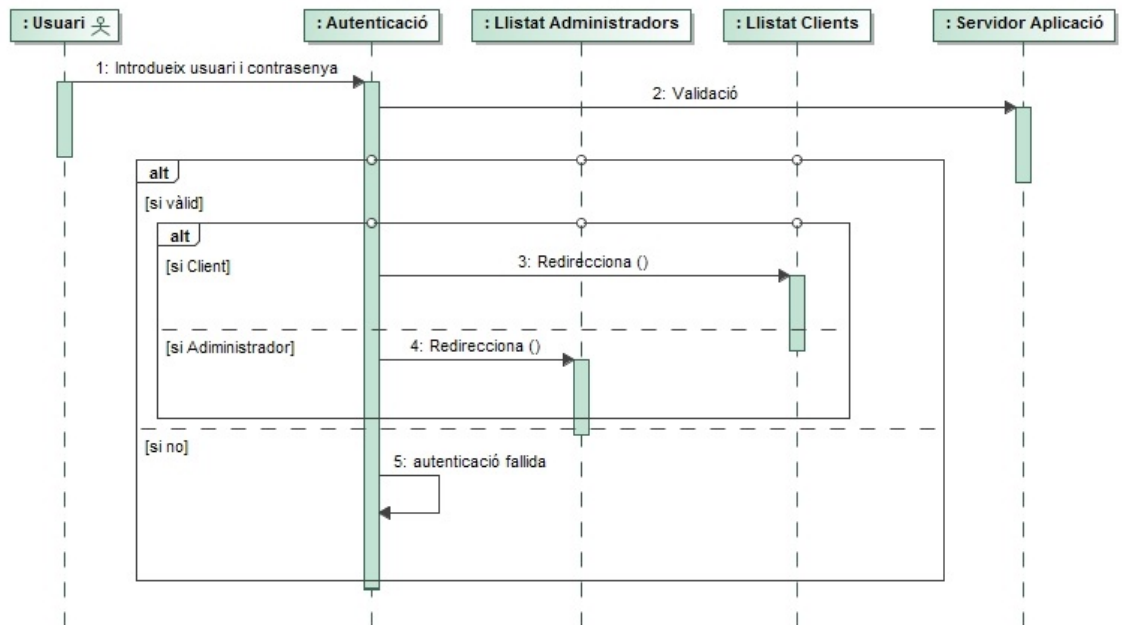 : Usuari
: Autenticació
: Llistat Administradors
: Llistat Clients
: Servidor Aplicació
1: Introdueix usuari i contrasenya
2: Validació
alt
[si vàlid]
alt
[si Client]
3: Redirecciona ()
[si Adiministrador]
4: Redirecciona ()
[si no]
5: autenticació fallida